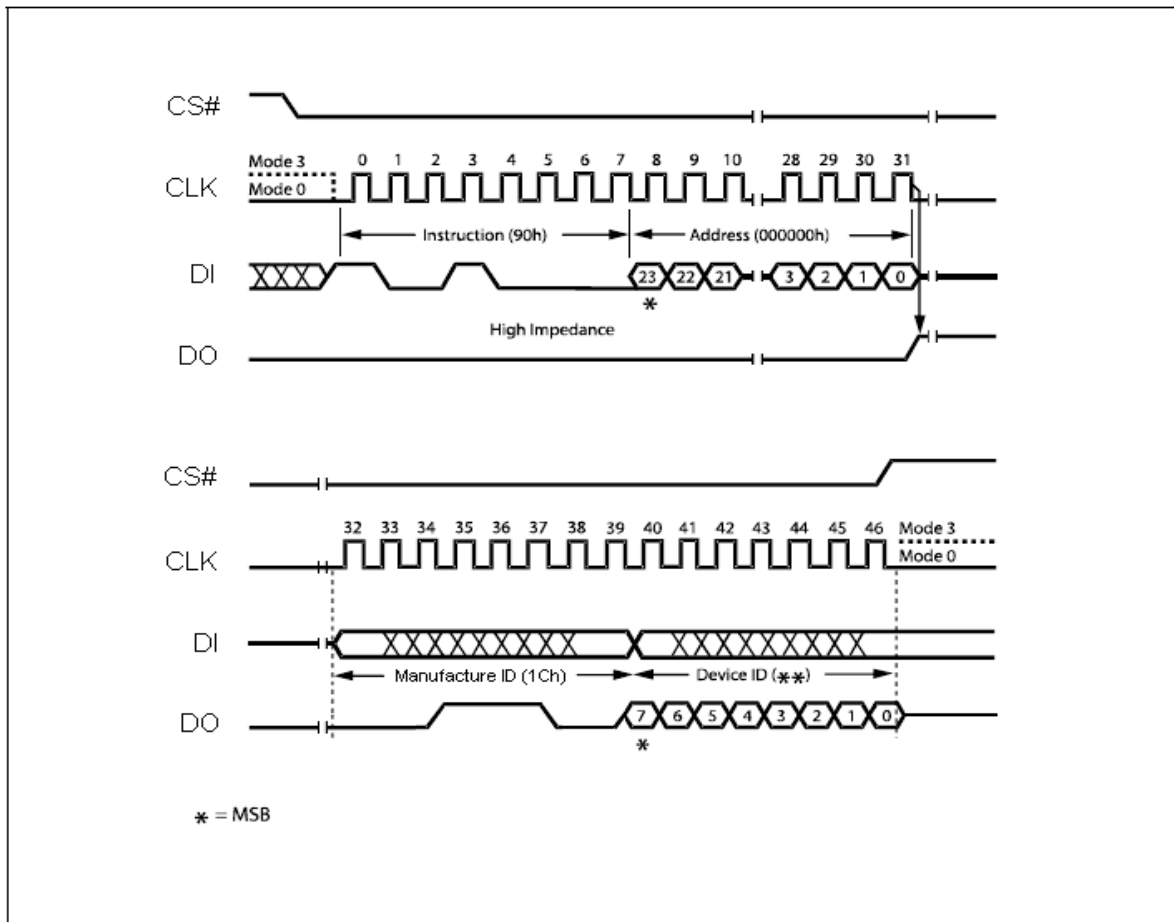 CS#
Mode 3
0 1 2 3 4 5 6 7 8 9 10 28 29 30 31
CLK
Mode 0
Instruction (90h) Address (000000h)
DI
23 22 21 3 2 1 0
*
High Impedance
DO
CS#
32 33 34 35 36 37 38 39 40 41 42 43 44 45 46
Mode 3
CLK
Mode 0
DI
Manufacture ID (1Ch) Device ID (**)
DO
7 6 5 4 3 2 1 0
*
* = MSB